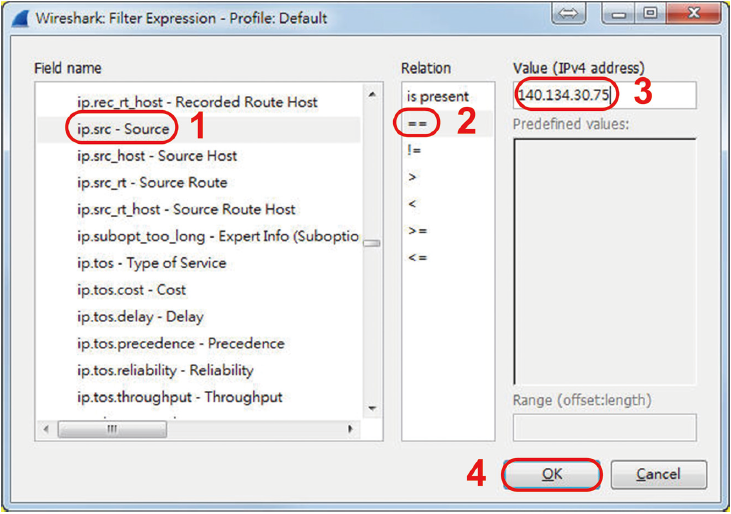 Wireshark: Filter Expression - Profile: Default
Field name
ip.rec_rt_host - Recorded Route Host
ip.src - Source
1
ip.src_host - Source Host
ip.src_rt - Source Route
ip.src_rt_host - Source Route Host
ip.subopt_too_long - Expert Info (Suboptio
ip.tos - Type of Service
ip.tos.cost - Cost
ip.tos.delay - Delay
ip.tos.precedence - Precedence
ip.tos.reliability - Reliability
ip.tos.throughput - Throughput
Relation
is present
==
2
!=
>
<
>=
<=
Value (IPv4 address)
140.134.30.75
3
Predefined values:
Range (offset:length)
4
OK
Cancel